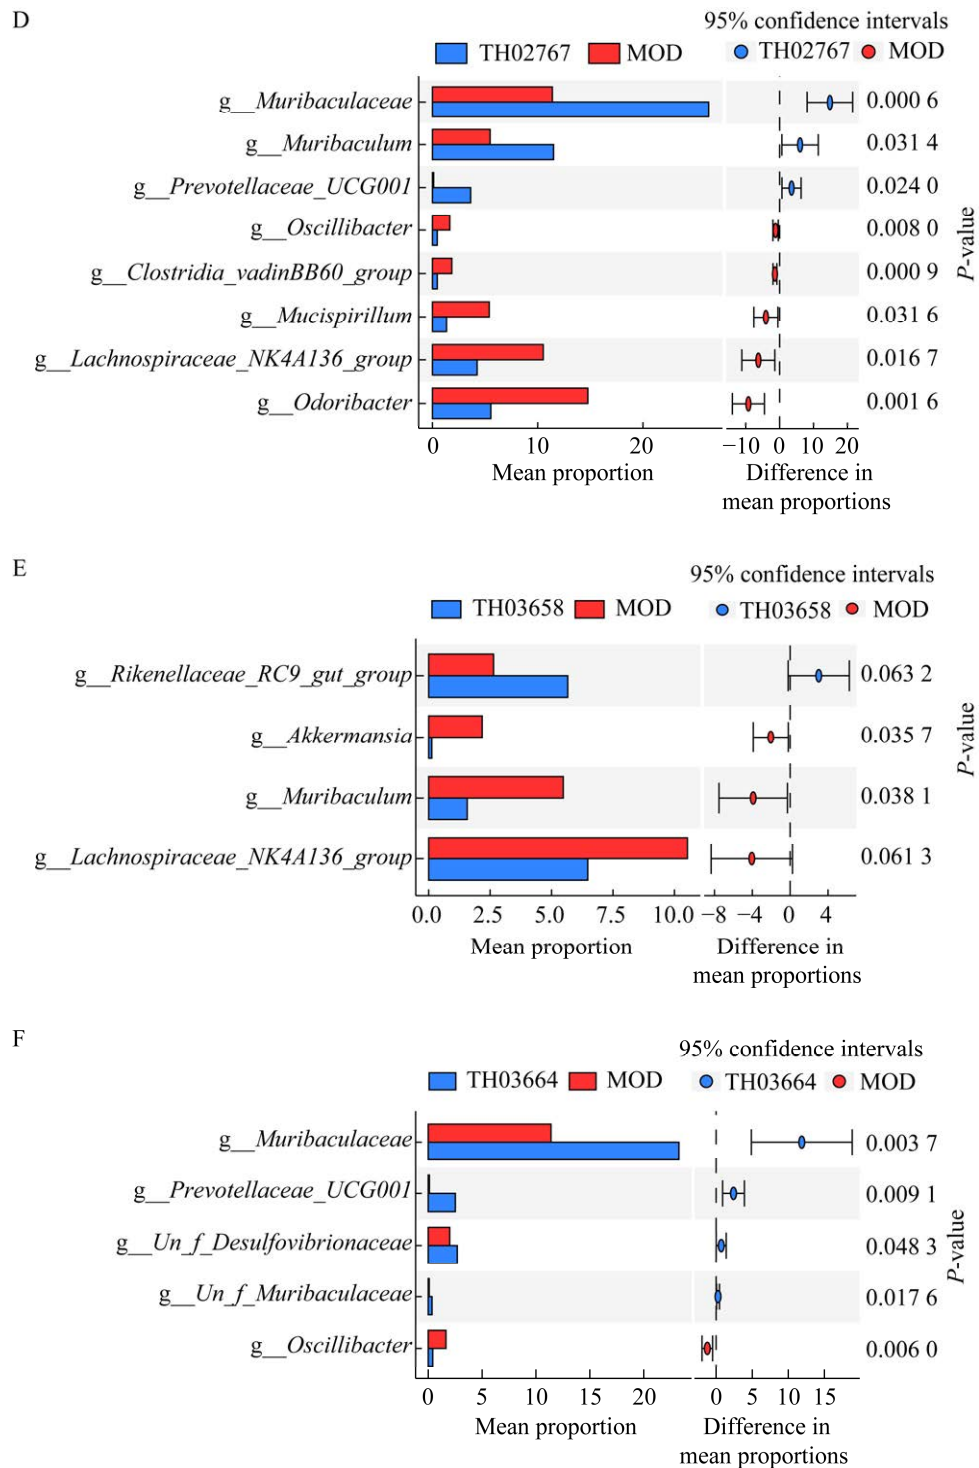 D
95% confidence intervals
TH02767 MOD TH02767 MOD
g__Muribaculaceae 0.000 6
g__Muribaculum 0.031 4
g__Prevotellaceae_UCG001 0.024 0
g__Oscillibacter 0.008 0
g__Clostridia_vadinBB60_group 0.000 9
g__Mucispirillum 0.031 6
g__Lachnospiraceae_NK4A136_group 0.016 7
g__Odoribacter 0.001 6
P-value
0 10 20 −10 0 10 20
Mean proportion Difference in
mean proportions
E
95% confidence intervals
TH03658 MOD TH03658 MOD
g__Rikenellaceae_RC9_gut_group 0.063 2
g__Akkermansia 0.035 7
g__Muribaculum 0.038 1
g__Lachnospiraceae_NK4A136_group 0.061 3
P-value
0.0 2.5 5.0 7.5 10.0 −8 −4 0 4
Mean proportion Difference in
mean proportions
F
95% confidence intervals
TH03664 MOD TH03664 MOD
g__Muribaculaceae 0.003 7
g__Prevotellaceae_UCG001 0.009 1
g__Un_f_Desulfovibrionaceae 0.048 3
g__Un_f_Muribaculaceae 0.017 6
g__Oscillibacter 0.006 0
P-value
0 5 10 15 20 0 5 10 15
Mean proportion Difference in
mean proportions